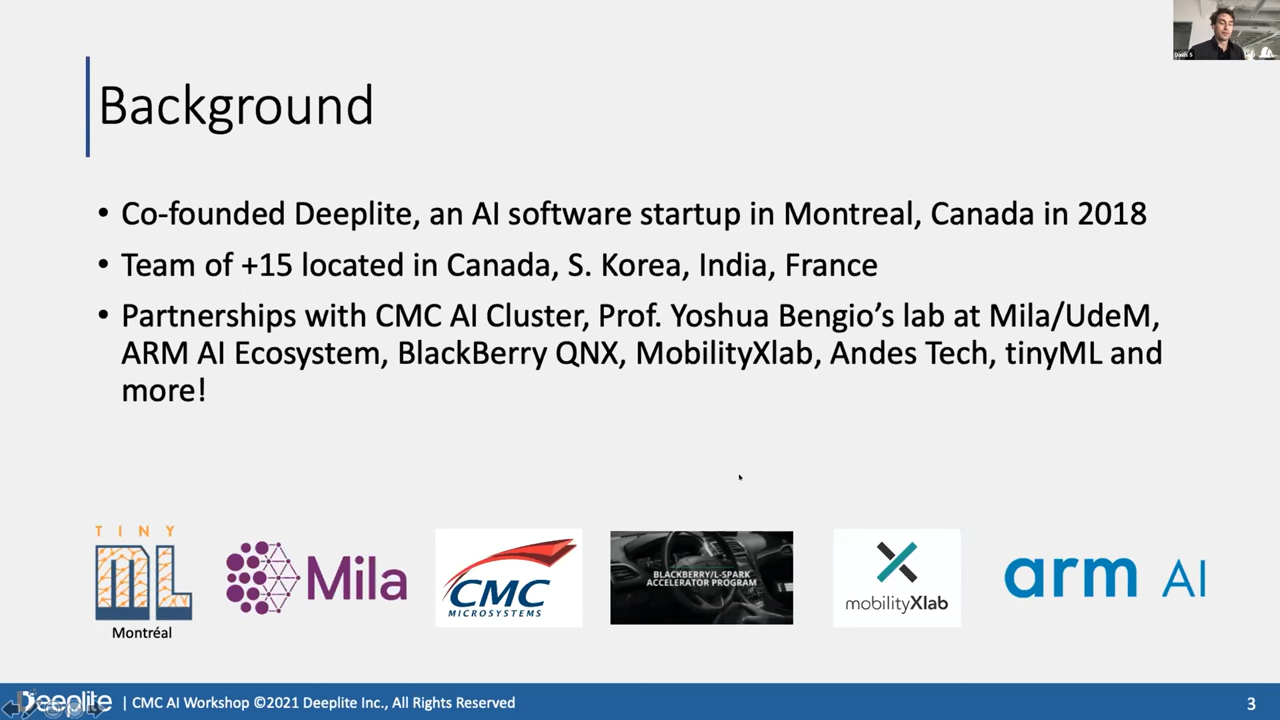 Davis S
Background
• Co-founded Deeplite, an AI software startup in Montreal, Canada in 2018
• Team of +15 located in Canada, S. Korea, India, France
• Partnerships with CMC AI Cluster, Prof. Yoshua Bengio's lab at Mila/UdeM,
ARM AI Ecosystem, BlackBerry QNX, MobilityXlab, Andes Tech, tinyML and
more!
TINY
ML
Montréal
Mila
CMC
MICROSYSTEMS
BLACKBERRY/L-SPARK
ACCELERATOR PROGRAM
mobilityXlab
arm AI
Deeplite | CMC AI Workshop ©2021 Deeplite Inc., All Rights Reserved
3